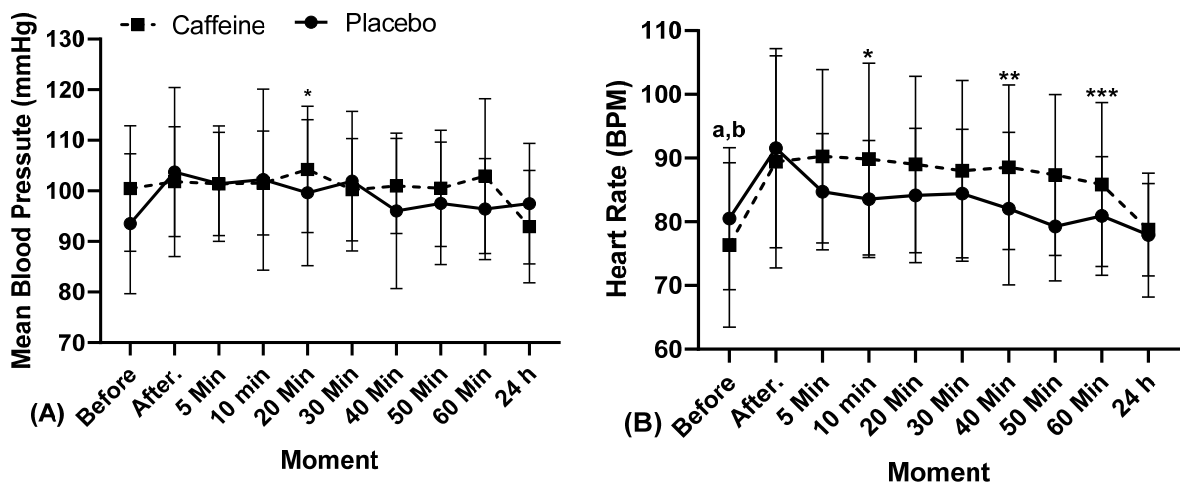 Caffeine Placebo
Mean Blood Pressute (mmHg)
130
120
110
100
90
80
70
*
Before
After.
5 Min
10 min
20 Min
30 Min
40 Min
50 Min
60 Min
24 h
(A)
Moment
Heart Rate (BPM)
110
100
90
80
70
60
a,b
*
**
***
Before
After.
5 Min
10 min
20 Min
30 Min
40 Min
50 Min
60 Min
24 h
(B)
Moment